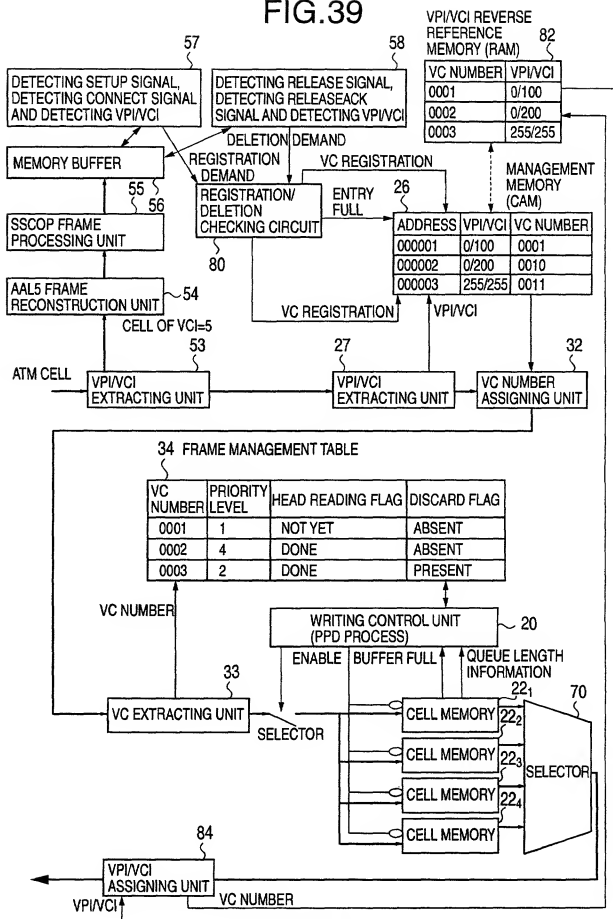 FIG.39
57
DETECTING SETUP SIGNAL,
DETECTING CONNECT SIGNAL
AND DETECTING VPI/VCI
58
DETECTING RELEASE SIGNAL,
DETECTING RELEASEACK
SIGNAL AND DETECTING VPI/VCI
VPI/VCI REVERSE
REFERENCE
MEMORY (RAM)
82
VC NUMBER VPI/VCI
0001 0/100
0002 0/200
0003 255/255
DELETION DEMAND
REGISTRATION
DEMAND
MEMORY BUFFER
56
VC REGISTRATION
REGISTRATION/
DELETION
CHECKING CIRCUIT
80
ENTRY
FULL
MANAGEMENT
MEMORY
(CAM)
26
ADDRESS VPI/VCI VC NUMBER
000001 0/100 0001
000002 0/200 0010
000003 255/255 0011
55
SSCOP FRAME
PROCESSING UNIT
AAL5 FRAME
RECONSTRUCTION UNIT
54
CELL OF VCI=5
VC REGISTRATION
VPI/VCI
ATM CELL
53
VPI/VCI
EXTRACTING UNIT
27
VPI/VCI
EXTRACTING UNIT
32
VC NUMBER
ASSIGNING UNIT
34 FRAME MANAGEMENT TABLE
VC
NUMBER PRIORITY
LEVEL HEAD READING FLAG DISCARD FLAG
0001 1 NOT YET ABSENT
0002 4 DONE ABSENT
0003 2 DONE PRESENT
VC NUMBER
WRITING CONTROL UNIT
(PPD PROCESS)
20
ENABLE BUFFER FULL QUEUE LENGTH
INFORMATION
33
VC EXTRACTING UNIT
SELECTOR
221
CELL MEMORY
222
CELL MEMORY
223
CELL MEMORY
224
CELL MEMORY
70
SELECTOR
84
VPI/VCI
ASSIGNING UNIT
VPI/VCI
VC NUMBER